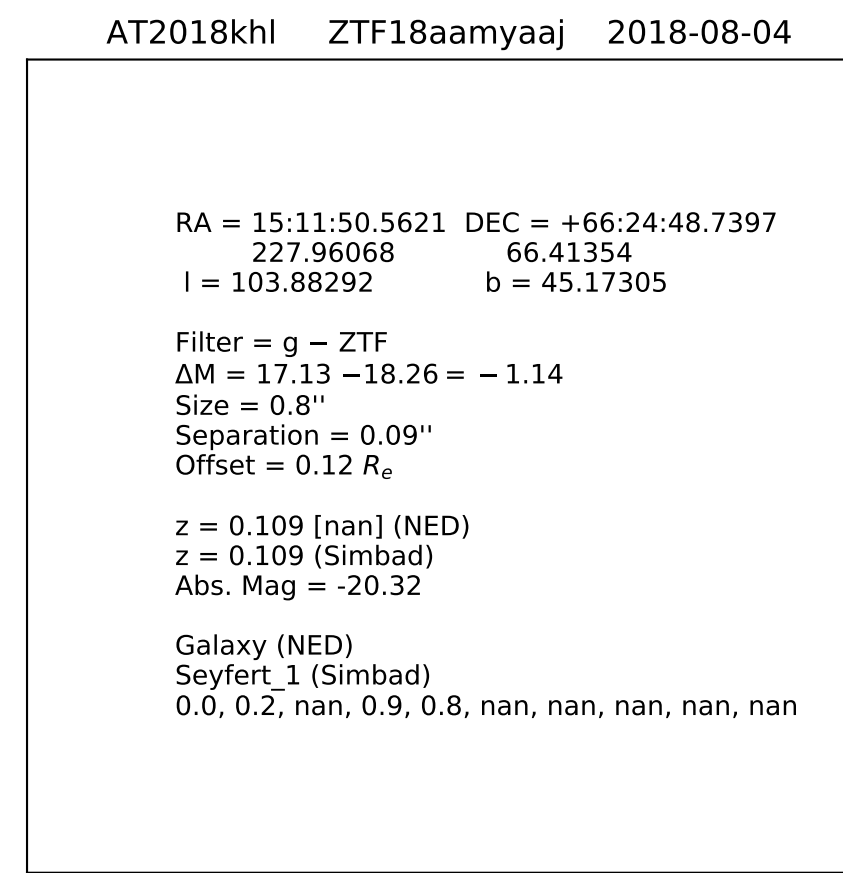 AT2018khl ZTF18aamyaaj 2018-08-04
RA = 15:11:50.5621 DEC = +66:24:48.7397
227.96068 66.41354
l = 103.88292 b = 45.17305
Filter = g − ZTF
ΔM = 17.13 −18.26 = − 1.14
Size = 0.8''
Separation = 0.09''
Offset = 0.12 Re
z = 0.109 [nan] (NED)
z = 0.109 (Simbad)
Abs. Mag = -20.32
Galaxy (NED)
Seyfert_1 (Simbad)
0.0, 0.2, nan, 0.9, 0.8, nan, nan, nan, nan, nan